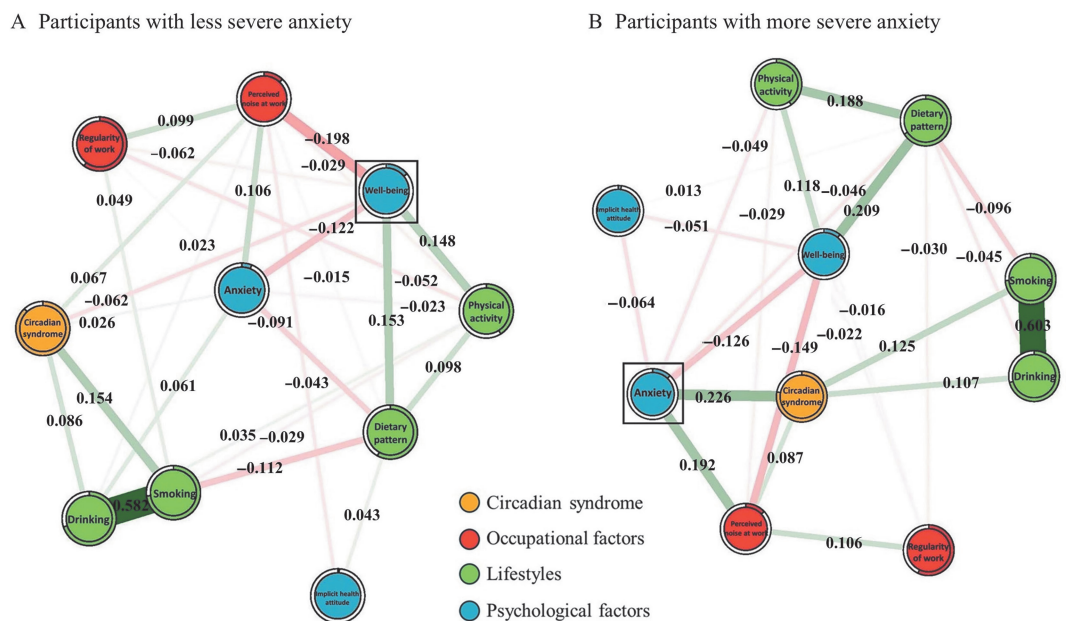 A Participants with less severe anxiety
Perceived
noise at work
Regularity
of work
0.099
−0.198
−0.062
−0.029
Well-being
0.106
0.049
−0.122
0.148
0.023
0.067
−0.015
−0.052
Anxiety
−0.062
−0.023
Physical
activity
Circadian
syndrome
0.026
−0.091
0.153
0.098
0.061
−0.043
0.154
0.086
Dietary
pattern
0.035
−0.029
−0.112
Smoking
0.582
Drinking
0.043
Implicit health
attitude
B Participants with more severe anxiety
Physical
activity
0.188
Dietary
pattern
−0.049
0.013
0.118
−0.046
Implicit health
attitude
−0.051
−0.029
0.209
−0.096
Well-being
−0.030
−0.045
Smoking
−0.064
−0.016
0.603
−0.126
−0.149
−0.022
0.125
Drinking
0.107
Anxiety
0.226
Circadian
syndrome
0.192
0.087
Perceived
noise at work
0.106
Regularity
of work
Circadian syndrome
Occupational factors
Lifestyles
Psychological factors